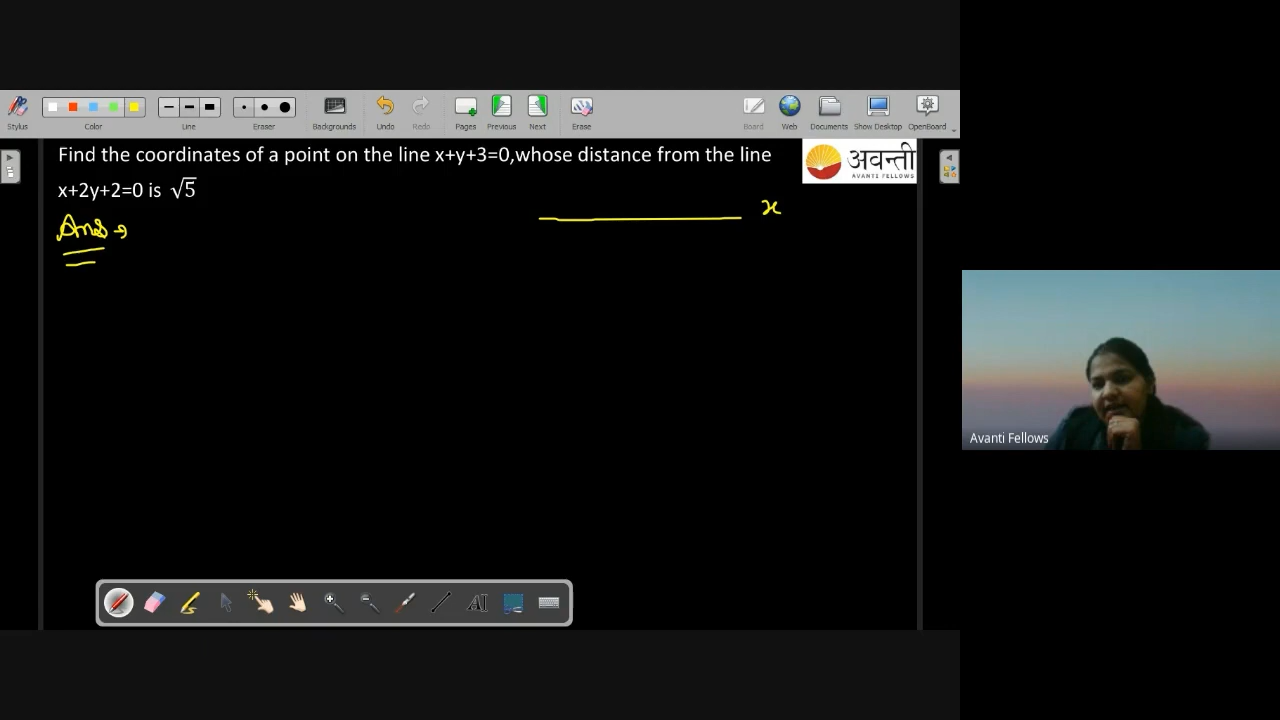 Stylus
Color
Line
Eraser
Backgrounds
Undo
Redo
Pages
Previous
Next
Erase
Board
Web
Documents
Show Desktop
OpenBoard
Find the coordinates of a point on the line x+y+3=0,whose distance from the line
x+2y+2=0 is √5
अवन्ती
AVANTI FELLOWS
Ans →
x
AI
Avanti Fellows